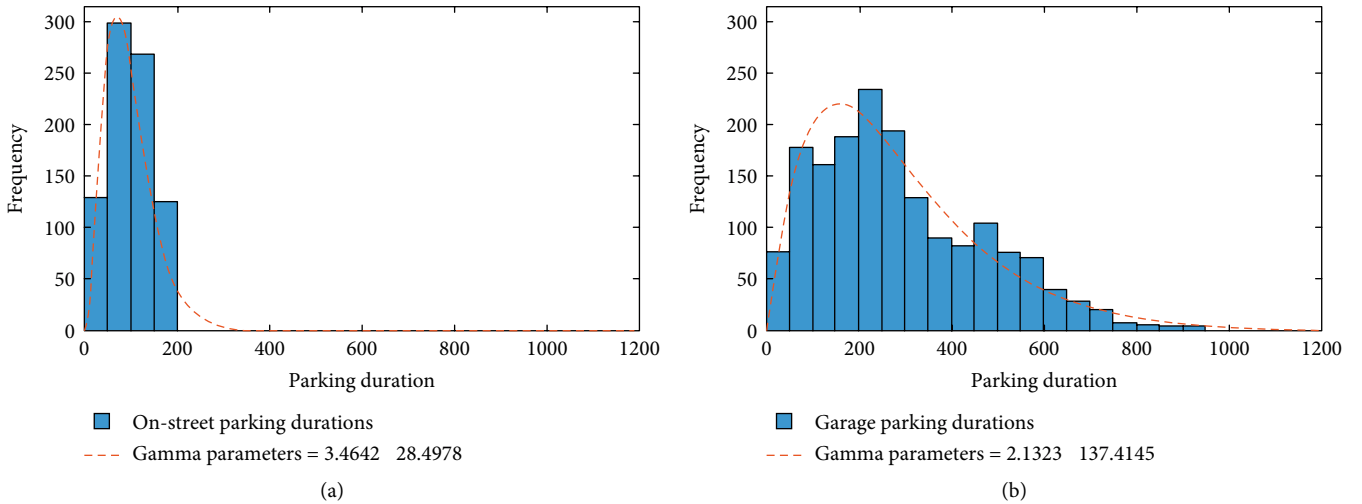 300
250
200
150
100
50
0
Frequency
0 200 400 600 800 1000 1200
Parking duration
On-street parking durations
Gamma parameters = 3.4642 28.4978
(a)
300
250
200
150
100
50
0
Frequency
0 200 400 600 800 1000 1200
Parking duration
Garage parking durations
Gamma parameters = 2.1323 137.4145
(b)